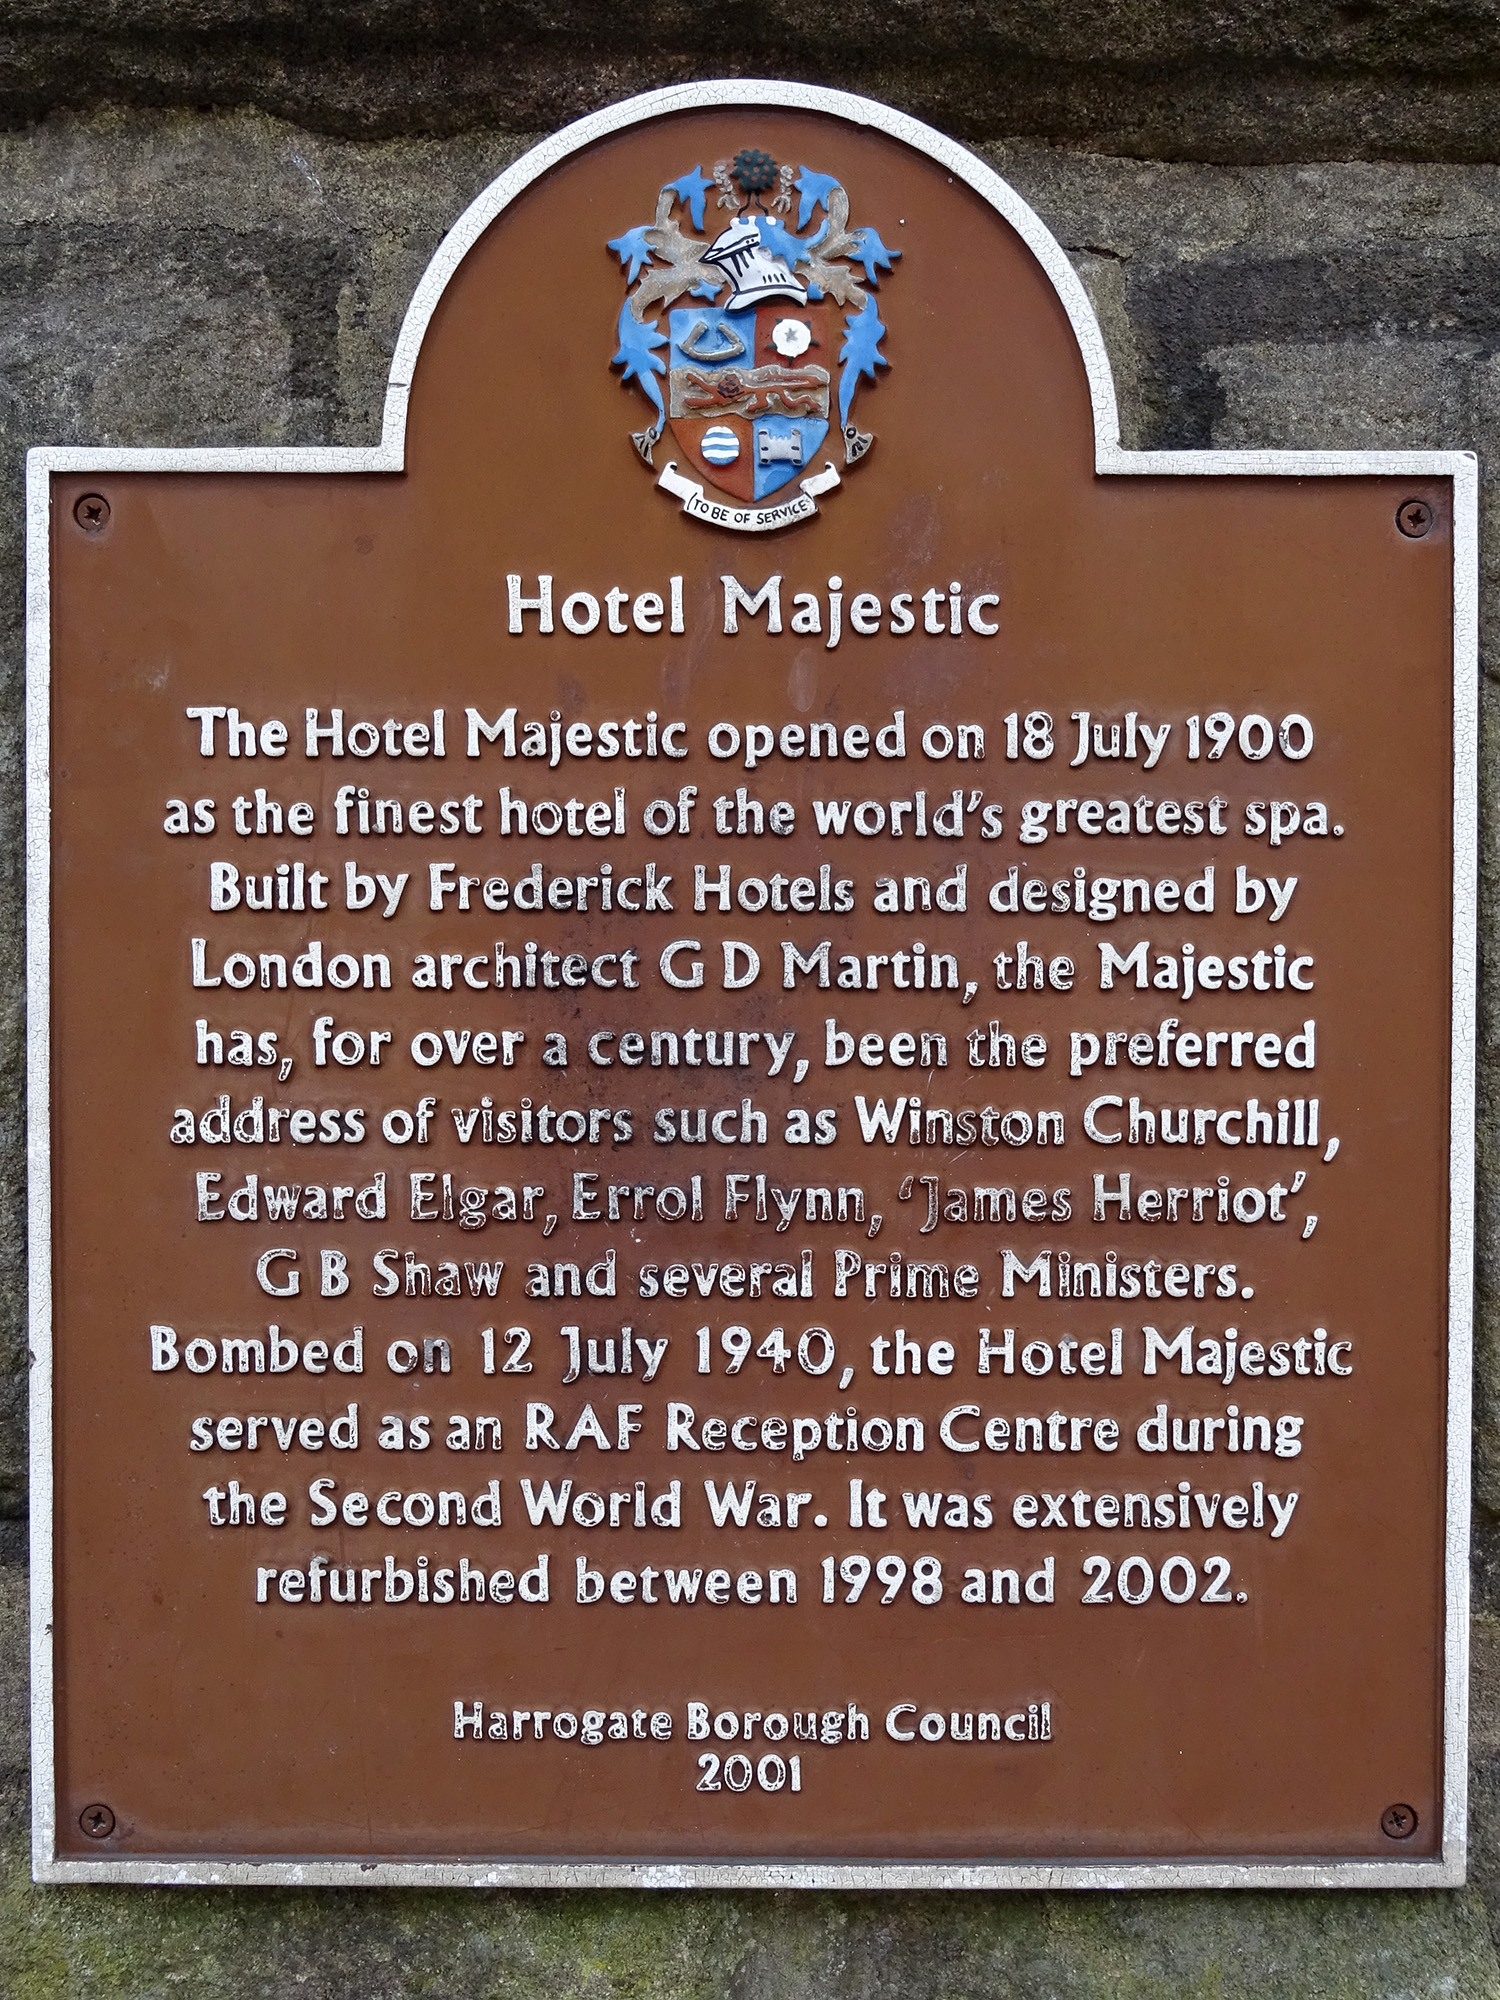 TO BE OF SERVICE
Hotel Majestic
The Hotel Majestic opened on 18 July 1900
as the finest hotel of the world's greatest spa.
Built by Frederick Hotels and designed by
London architect G D Martin, the Majestic
has, for over a century, been the preferred
address of visitors such as Winston Churchill,
Edward Elgar, Errol Flynn, 'James Herriot',
G B Shaw and several Prime Ministers.
Bombed on 12 July 1940, the Hotel Majestic
served as an RAF Reception Centre during
the Second World War. It was extensively
refurbished between 1998 and 2002.
Harrogate Borough Council
2001